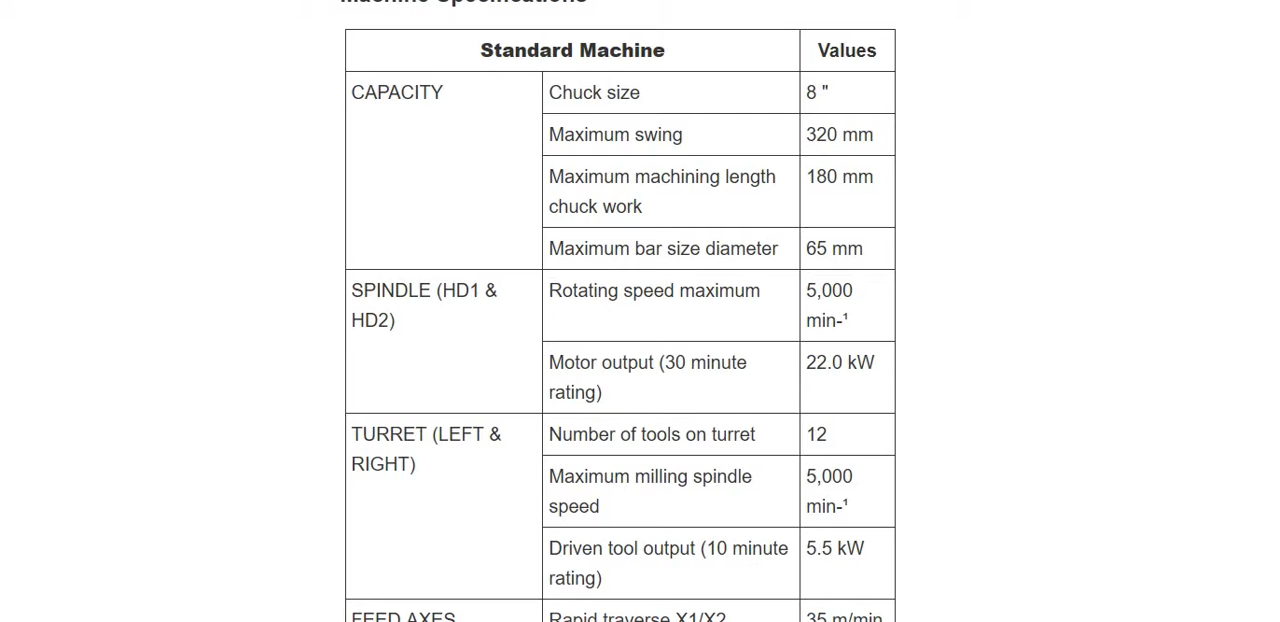 Machine Specifications
Standard Machine Values
CAPACITY Chuck size 8 "
Maximum swing 320 mm
Maximum machining length 180 mm
chuck work
Maximum bar size diameter 65 mm
SPINDLE (HD1 & Rotating speed maximum 5,000
HD2) min-¹
Motor output (30 minute 22.0 kW
rating)
TURRET (LEFT & Number of tools on turret 12
RIGHT)
Maximum milling spindle 5,000
speed min-¹
Driven tool output (10 minute 5.5 kW
rating)
FEED AXES Rapid traverse X1/X2 35 m/min